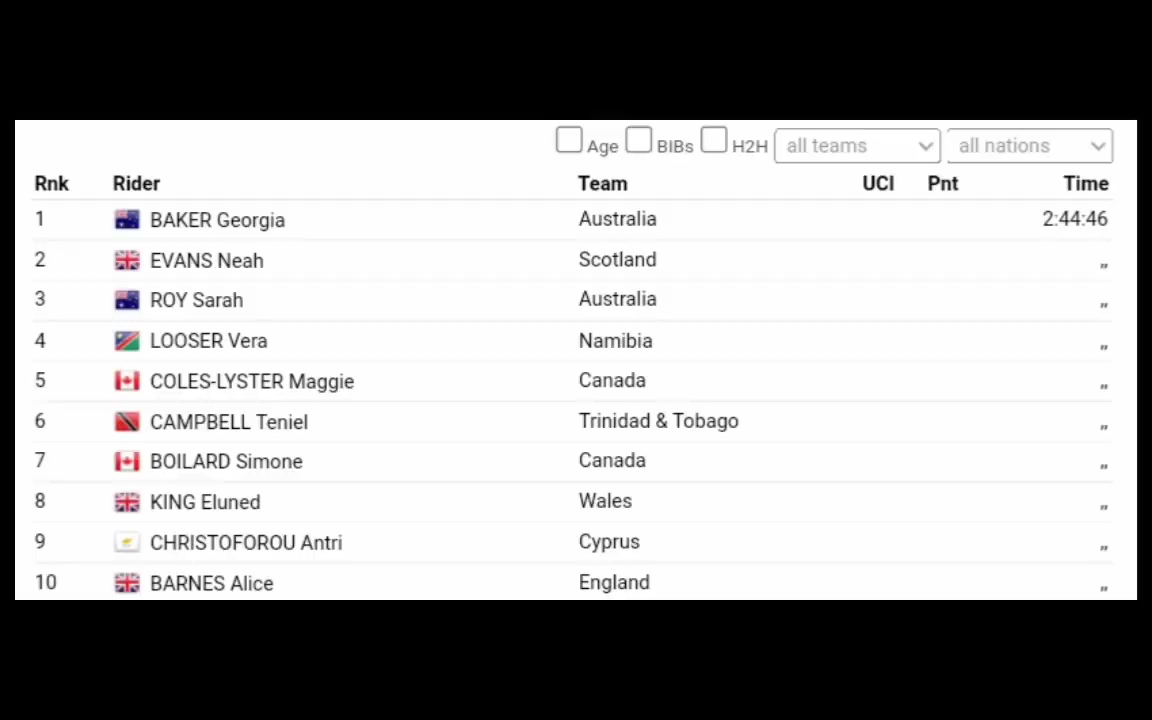 Age BIBs H2H all teams all nations
Rnk Rider Team UCI Pnt Time
1 BAKER Georgia Australia 2:44:46
2 EVANS Neah Scotland ,,
3 ROY Sarah Australia ,,
4 LOOSER Vera Namibia ,,
5 COLES-LYSTER Maggie Canada ,,
6 CAMPBELL Teniel Trinidad & Tobago ,,
7 BOILARD Simone Canada ,,
8 KING Eluned Wales ,,
9 CHRISTOFOROU Antri Cyprus ,,
10 BARNES Alice England ,,